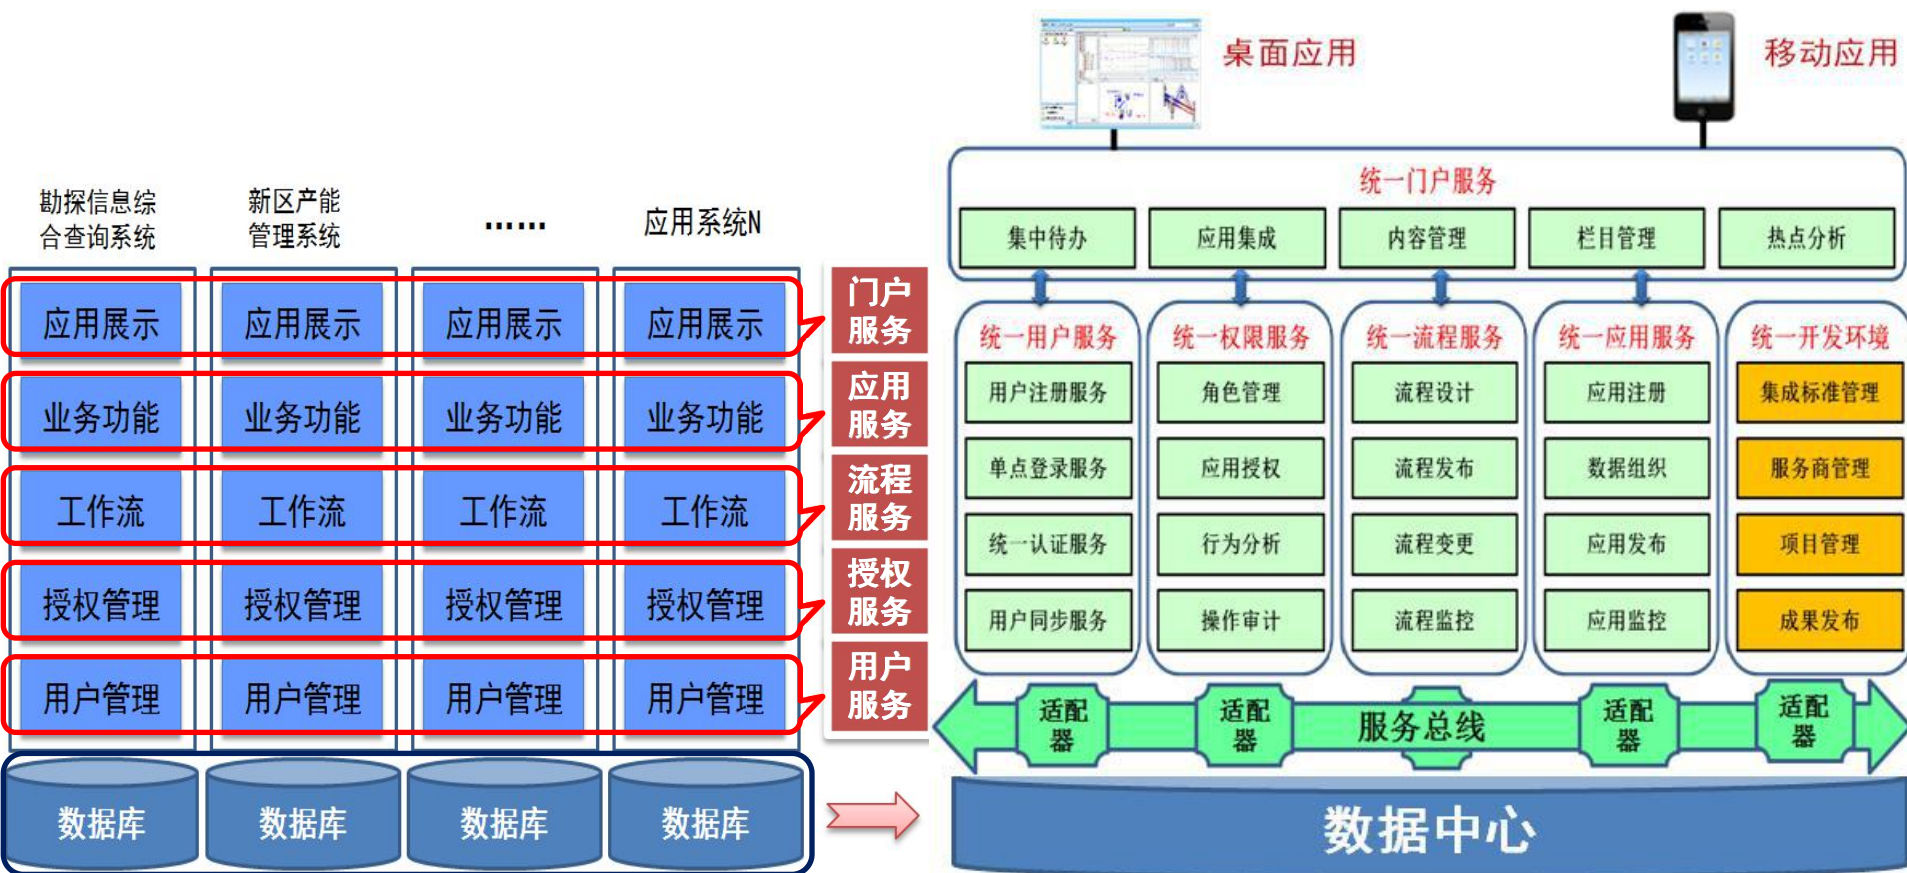 桌面应用
移动应用
勘探信息综
合查询系统
新区产能
管理系统
……
应用系统N
应用展示
应用展示
应用展示
应用展示
门户
服务
业务功能
业务功能
业务功能
业务功能
应用
服务
工作流
工作流
工作流
工作流
流程
服务
授权管理
授权管理
授权管理
授权管理
授权
服务
用户管理
用户管理
用户管理
用户管理
用户
服务
数据库
数据库
数据库
数据库
统一门户服务
集中待办
应用集成
内容管理
栏目管理
热点分析
统一用户服务
用户注册服务
单点登录服务
统一认证服务
用户同步服务
统一权限服务
角色管理
应用授权
行为分析
操作审计
统一流程服务
流程设计
流程发布
流程变更
流程监控
统一应用服务
应用注册
数据组织
应用发布
应用监控
统一开发环境
集成标准管理
服务商管理
项目管理
成果发布
适配
器
适配
器
服务总线
适配
器
适配
器
数据中心